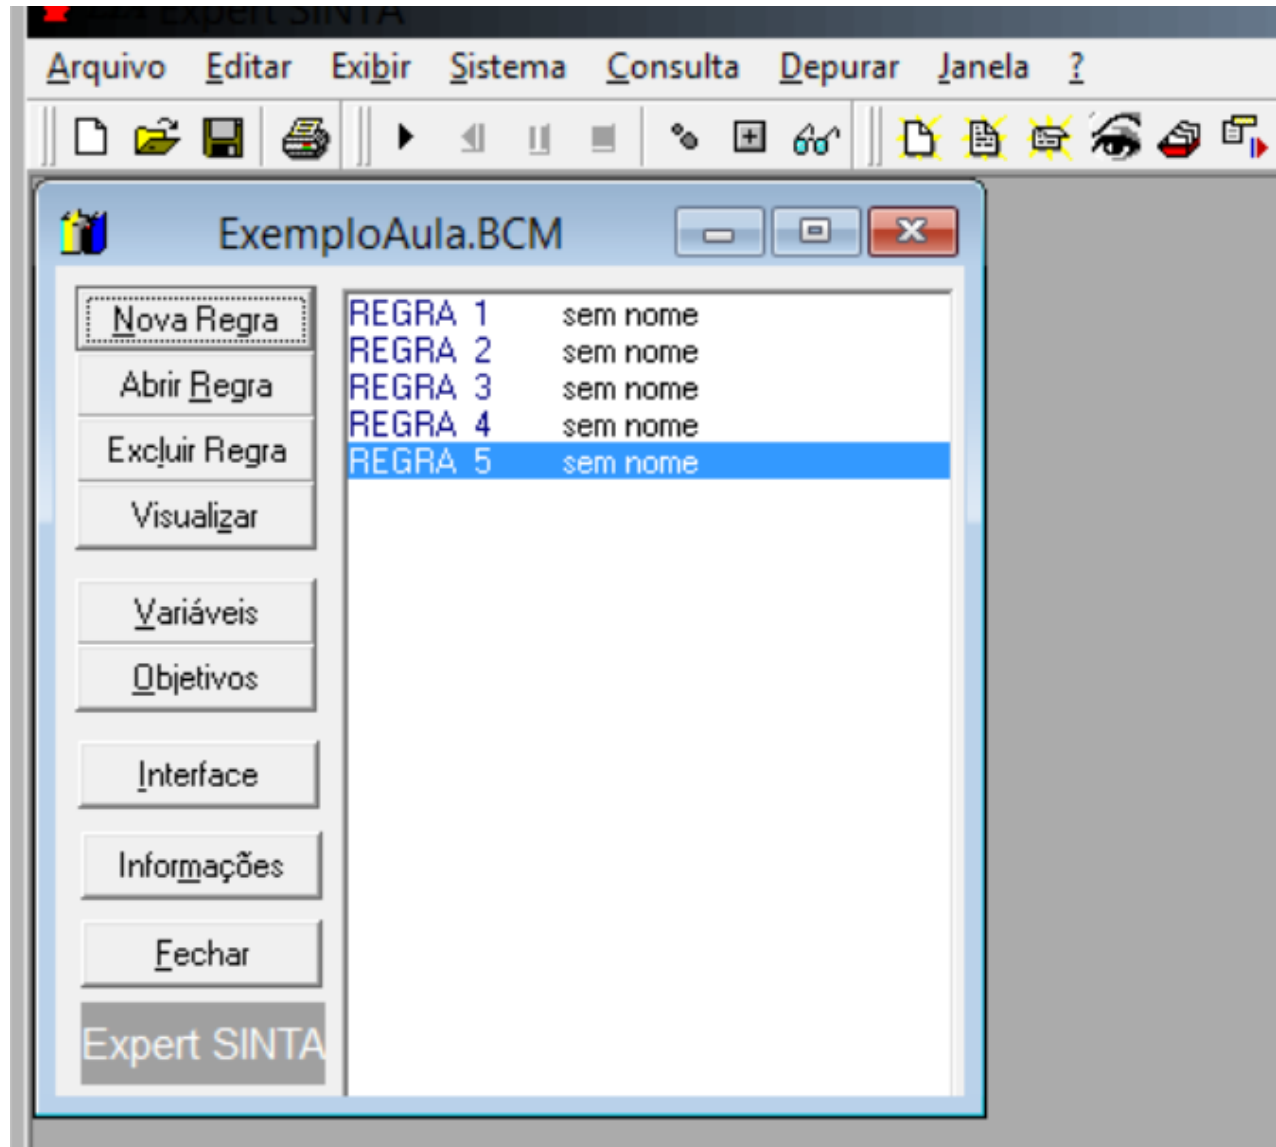 Expert SINTA
Arquivo Editar Exibir Sistema Consulta Depurar Janela ?
ExemploAula.BCM
Nova Regra
Abrir Regra
Excluir Regra
Visualizar
Variáveis
Objetivos
Interface
Informações
Fechar
Expert SINTA
REGRA 1 sem nome
REGRA 2 sem nome
REGRA 3 sem nome
REGRA 4 sem nome
REGRA 5 sem nome